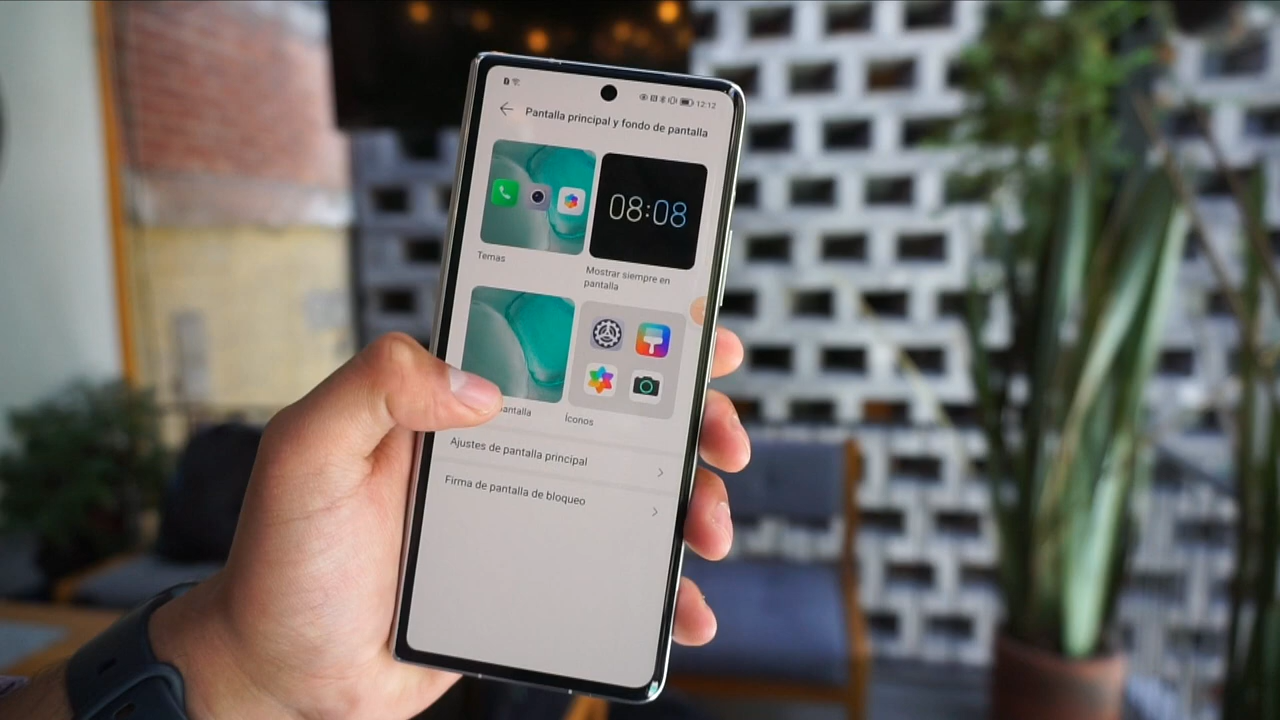 12:12
Pantalla principal y fondo de pantalla
08:08
Temas
Mostrar siempre en
pantalla
antalla
Íconos
Ajustes de pantalla principal
Firma de pantalla de bloqueo